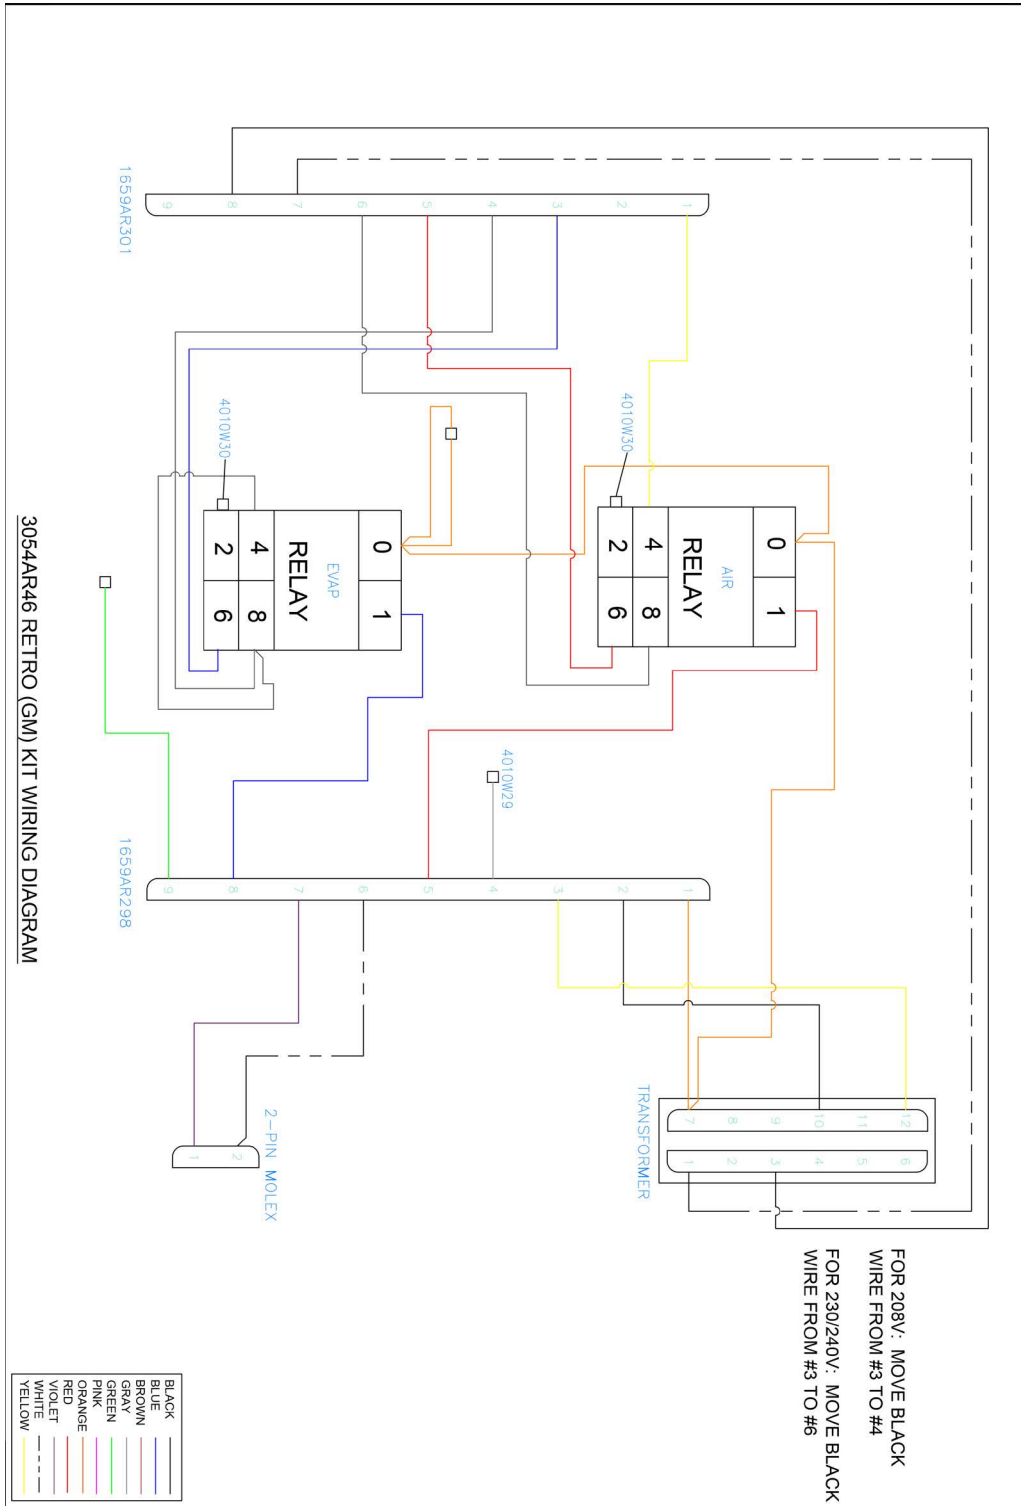 FOR 208V:  MOVE BLACK
WIRE FROM #3 TO #4
FOR 230/240V:  MOVE BLACK
WIRE FROM #3 TO #6
TRANSFORMER
12
11
10
9
8
7
6
5
4
3
2
1
AIR
RELAY
0
1
4
8
2
6
4010W30
EVAP
RELAY
0
1
4
8
2
6
4010W30
4010W29
1
2
3
4
5
6
7
8
9
1659AR301
1
2
3
4
5
6
7
8
9
1659AR298
2-PIN MOLEX
2
1
3054AR46 RETRO (GM) KIT WIRING DIAGRAM
BLACK
BLUE
BROWN
GRAY
GREEN
PINK
ORANGE
RED
VIOLET
WHITE
YELLOW